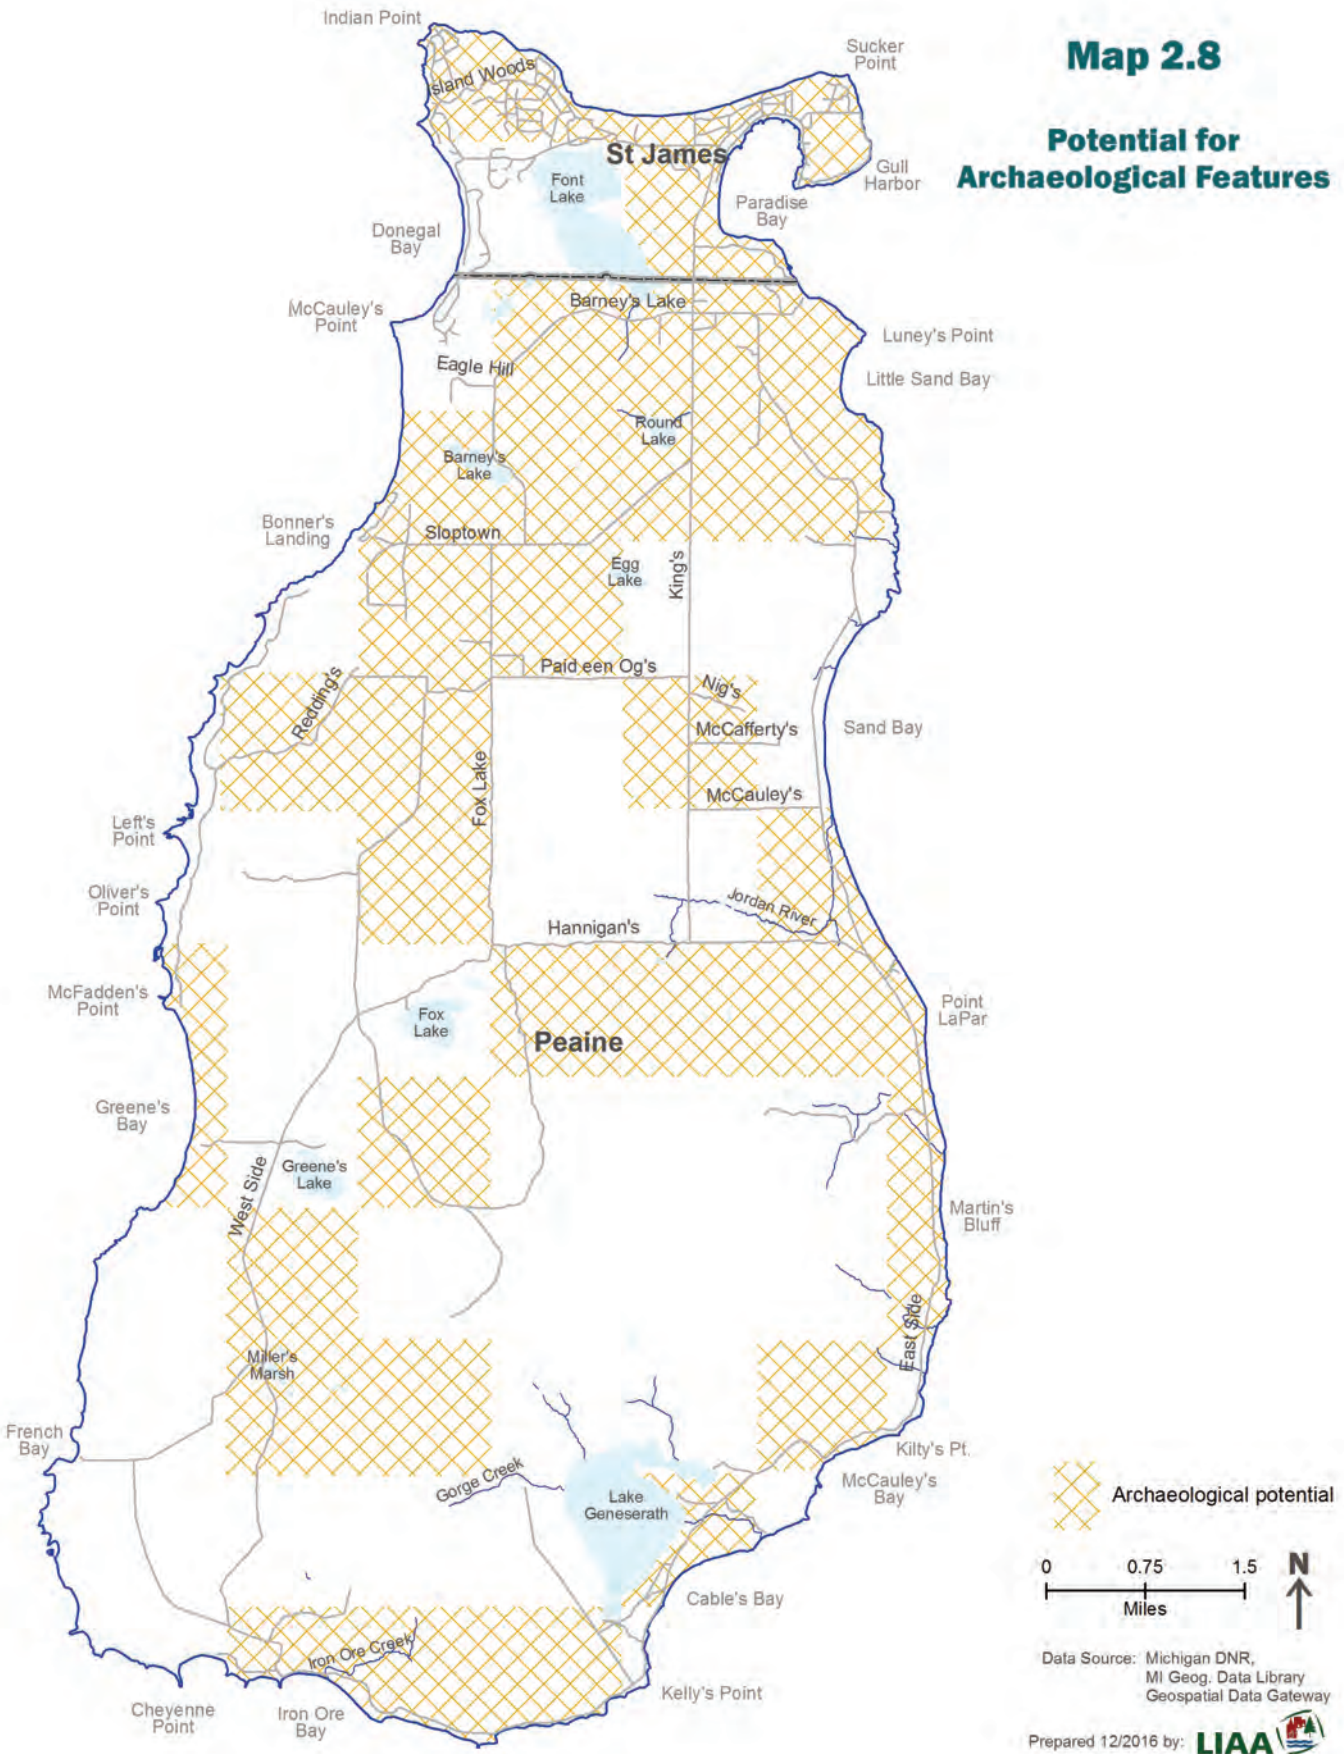 Indian Point
Map 2.8
Sucker
Point
Island Woods
Potential for
Archaeological Features
St James
Gull
Harbor
Font
Lake
Paradise
Bay
Donegal
Bay
McCauley's
Point
Barney's Lake
Luney's Point
Eagle Hill
Little Sand Bay
Round
Lake
Barney's
Lake
Bonner's
Landing
Sloptown
Egg
Lake
King's
Paid een Og's
Nig's
Redding's
McCafferty's
Sand Bay
Fox Lake
McCauley's
Left's
Point
Oliver's
Point
Jordan River
Hannigan's
McFadden's
Point
Point
LaPar
Fox
Lake
Peaine
Greene's
Bay
Greene's
Lake
West Side
Martin's
Bluff
East Side
Miller's
Marsh
French
Bay
Kilty's Pt.
Gorge Creek
McCauley's
Bay
Lake
Geneserath
Archaeological potential
0 0.75 1.5
Miles
N
Cable's Bay
Iron Ore Creek
Data Source: Michigan DNR,
MI Geog. Data Library
Geospatial Data Gateway
Kelly's Point
Cheyenne
Point
Iron Ore
Bay
Prepared 12/2016 by: LIAA